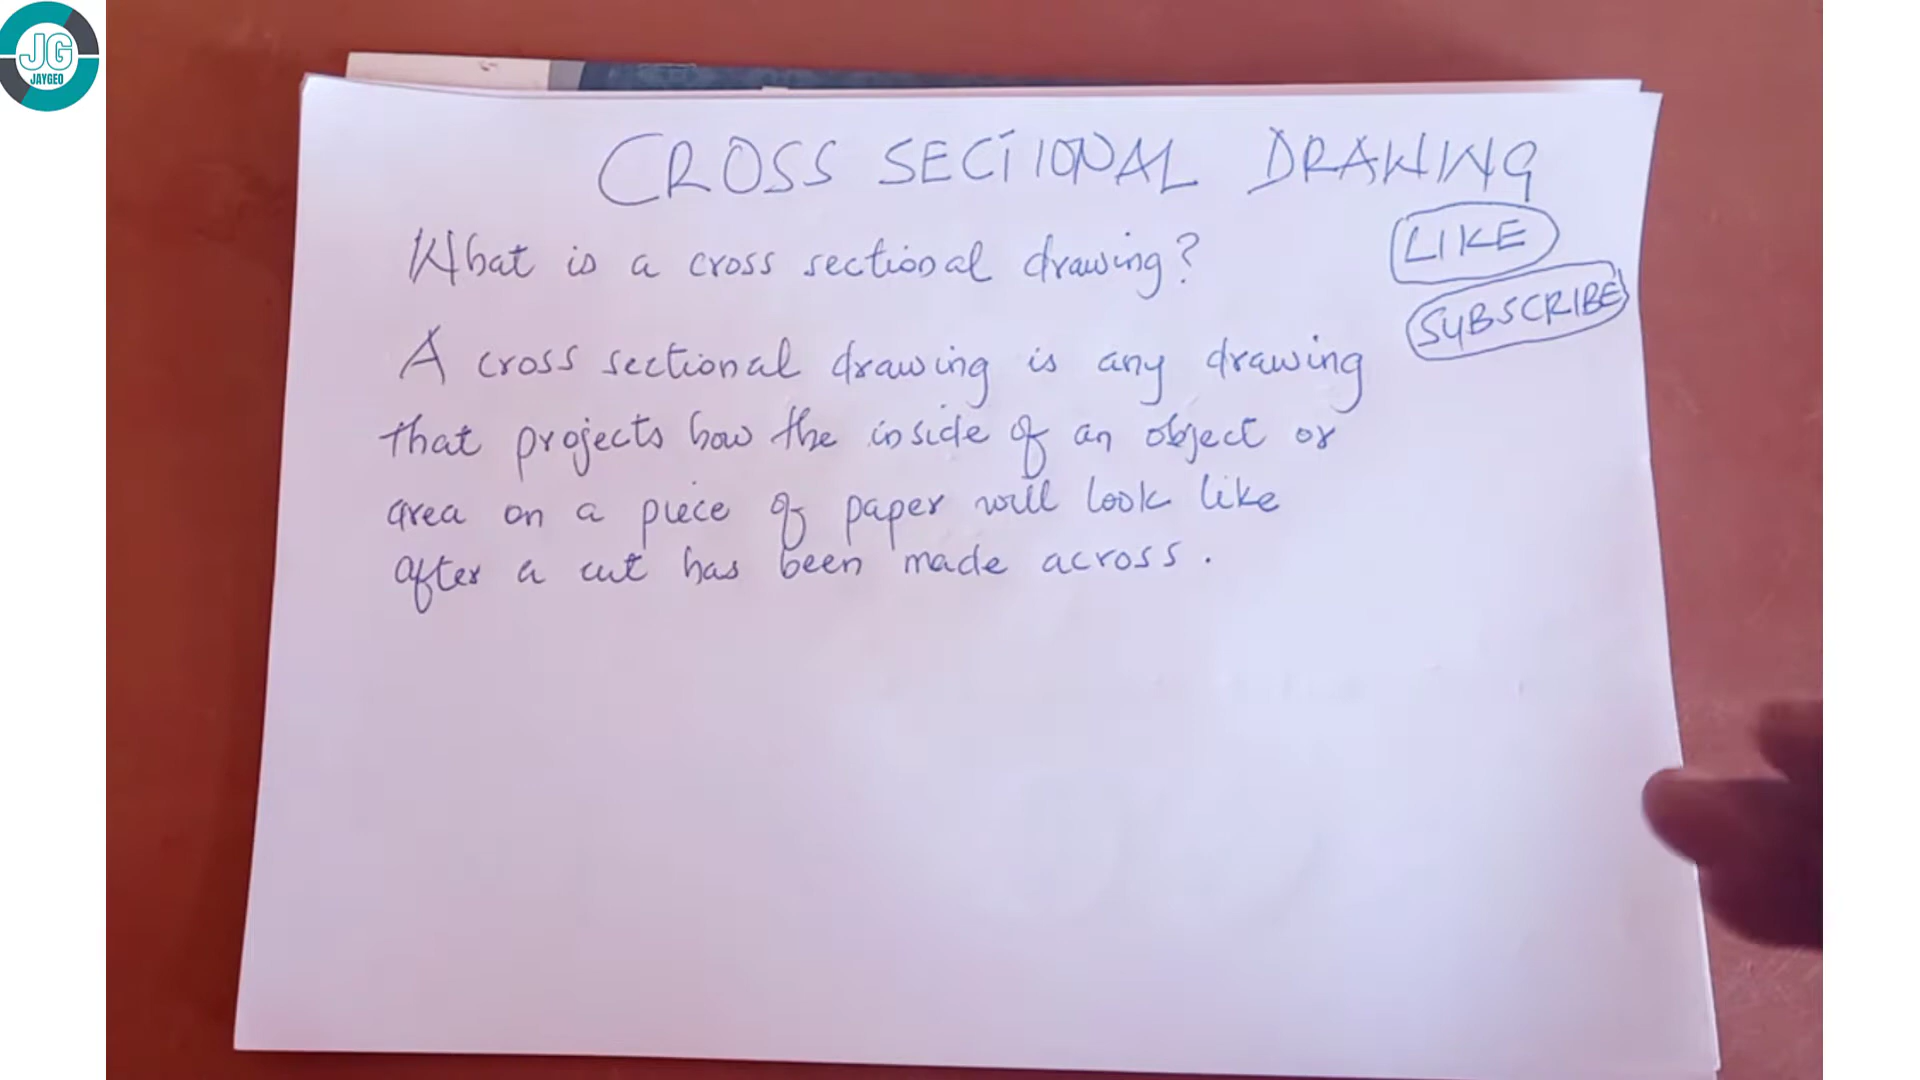 JG
JAYGEO
CROSS SECTIONAL DRAWING
What is a cross sectional drawing?
LIKE
SUBSCRIBE
A cross sectional drawing is any drawing
that projects how the inside of an object or
area on a piece of paper will look like
after a cut has been made across.